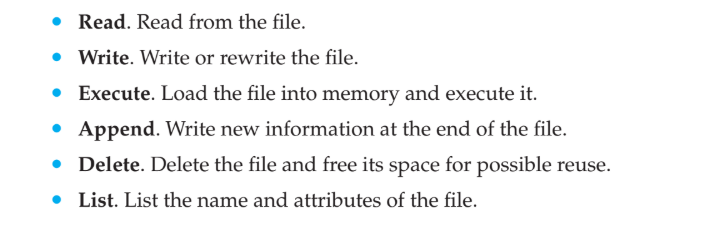 • Read. Read from the file.
• Write. Write or rewrite the file.
• Execute. Load the file into memory and execute it.
• Append. Write new information at the end of the file.
• Delete. Delete the file and free its space for possible reuse.
• List. List the name and attributes of the file.